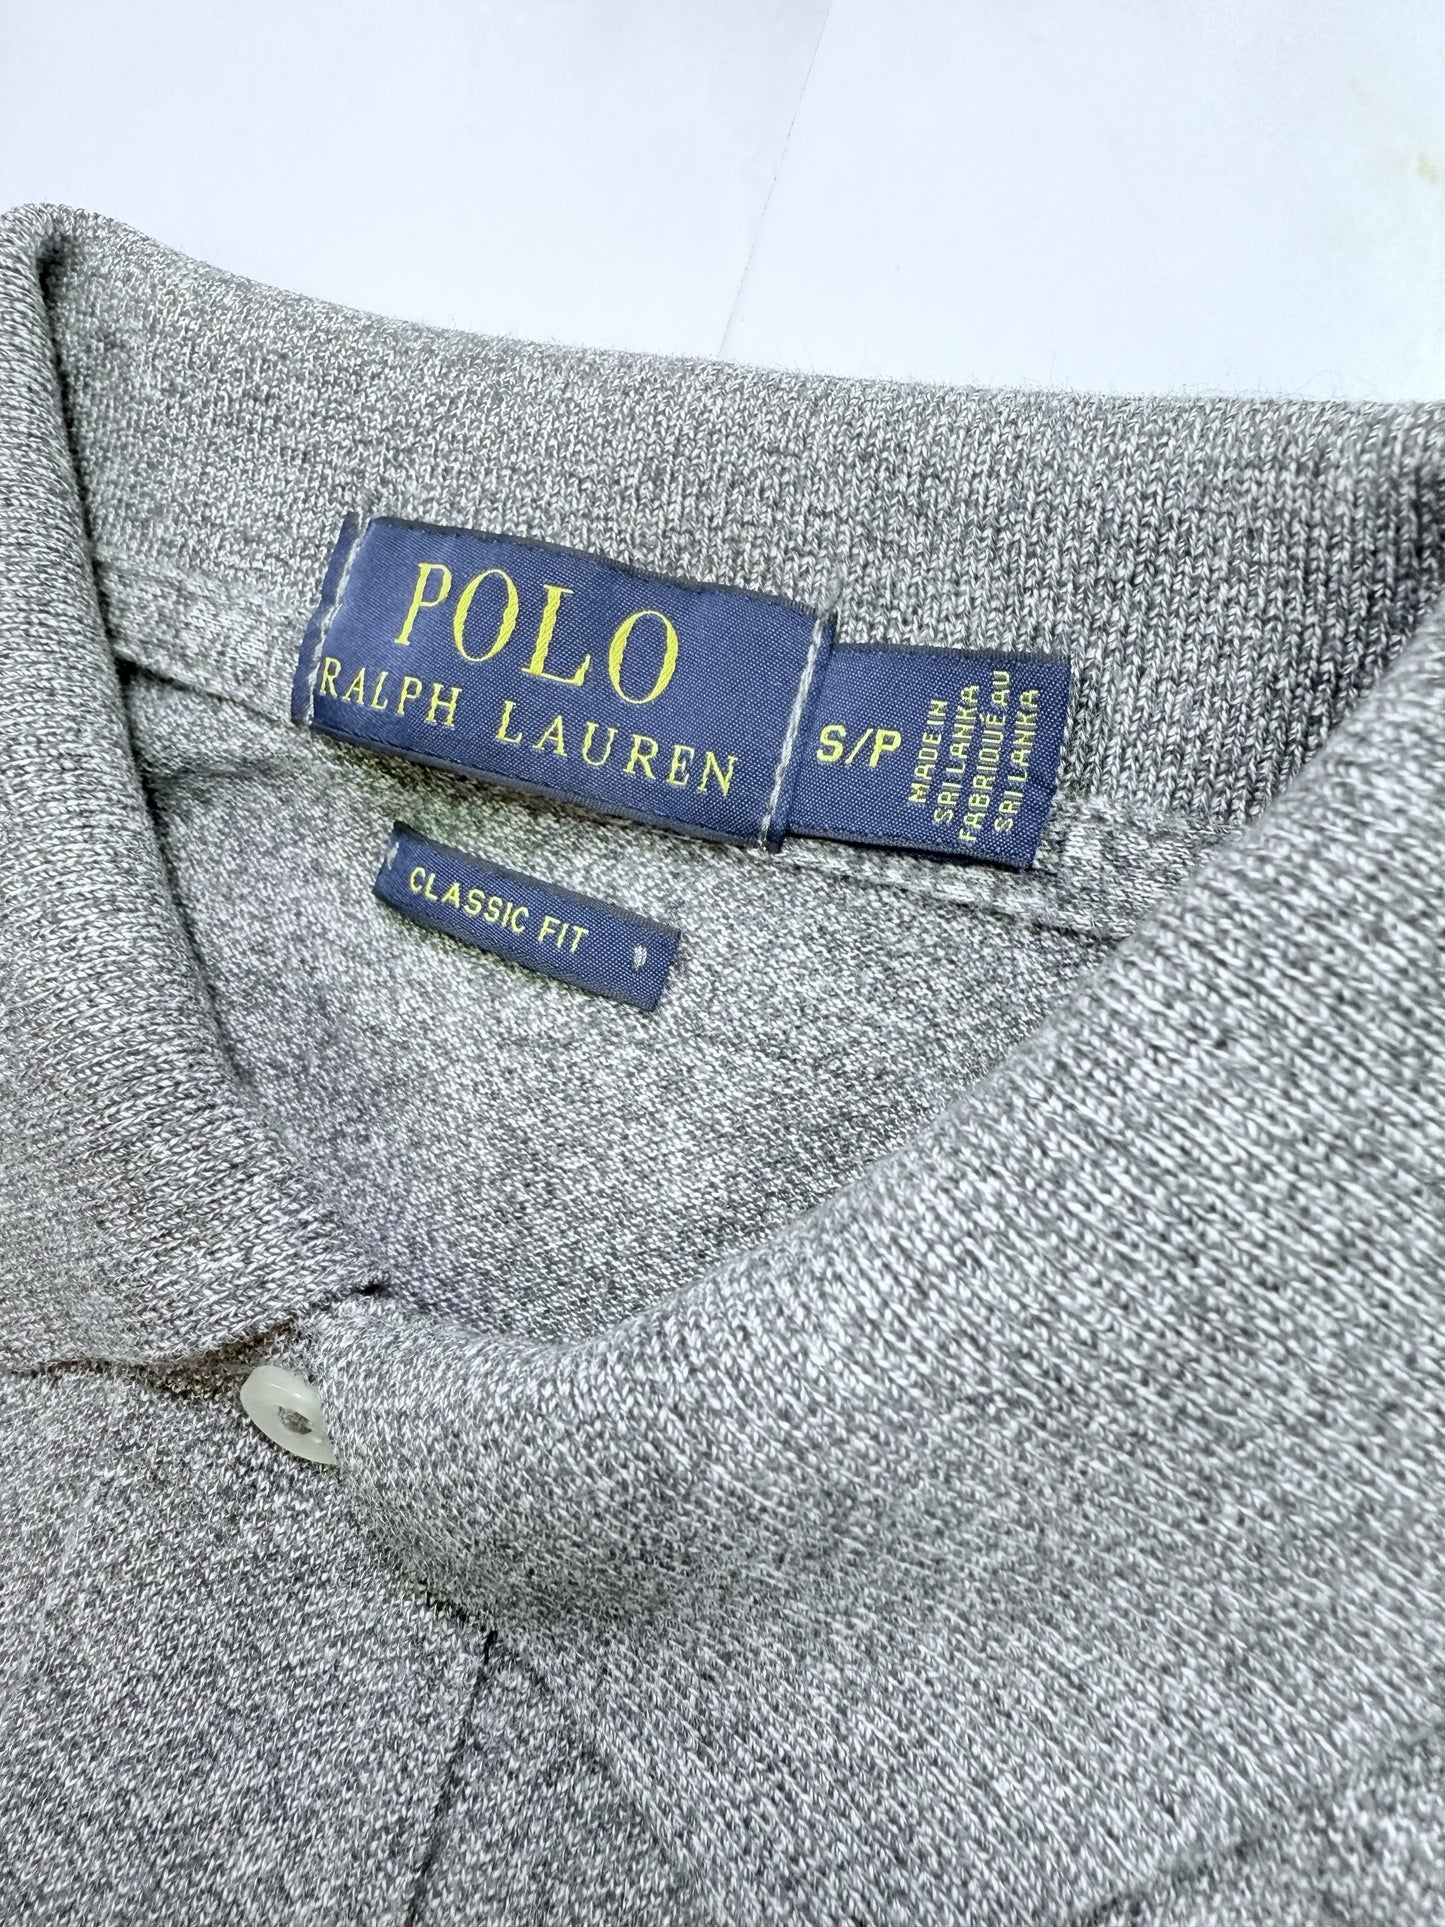 POLO
RALPH LAUREN
S/P
MADE IN
SRI LANKA
FABRIQUÉ AU
SRI LANKA
CLASSIC FIT